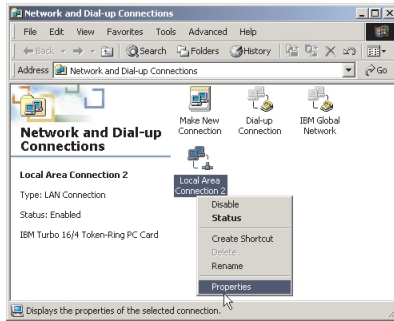 Network and Dial-up Connections
File Edit View Favorites Tools Advanced Help
Back Search Folders History
Address Network and Dial-up Connections Go
Network and Dial-up
Connections
Local Area Connection 2
Type: LAN Connection
Status: Enabled
IBM Turbo 16/4 Token-Ring PC Card
Make New
Connection
Dial-up
Connection
IBM Global
Network
Local Area
Connection 2
Disable
Status
Create Shortcut
Delete
Rename
Properties
Displays the properties of the selected connection.